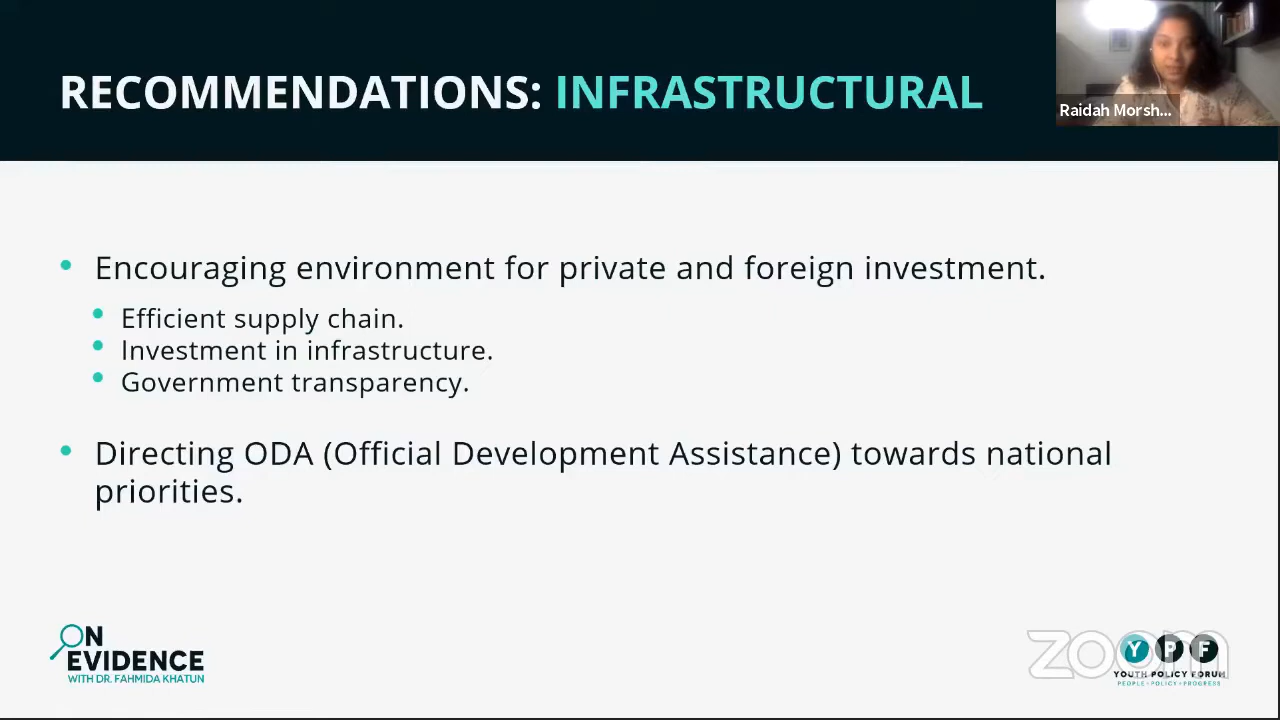 RECOMMENDATIONS: INFRASTRUCTURAL
Raidah Morsh...
• Encouraging environment for private and foreign investment.
• Efficient supply chain.
• Investment in infrastructure.
• Government transparency.
• Directing ODA (Official Development Assistance) towards national
priorities.
ON
EVIDENCE
WITH DR. FAHMIDA KHATUN
zoom
Y P F
YOUTH POLICY FORUM
PEOPLE • POLICY • PROGRESS